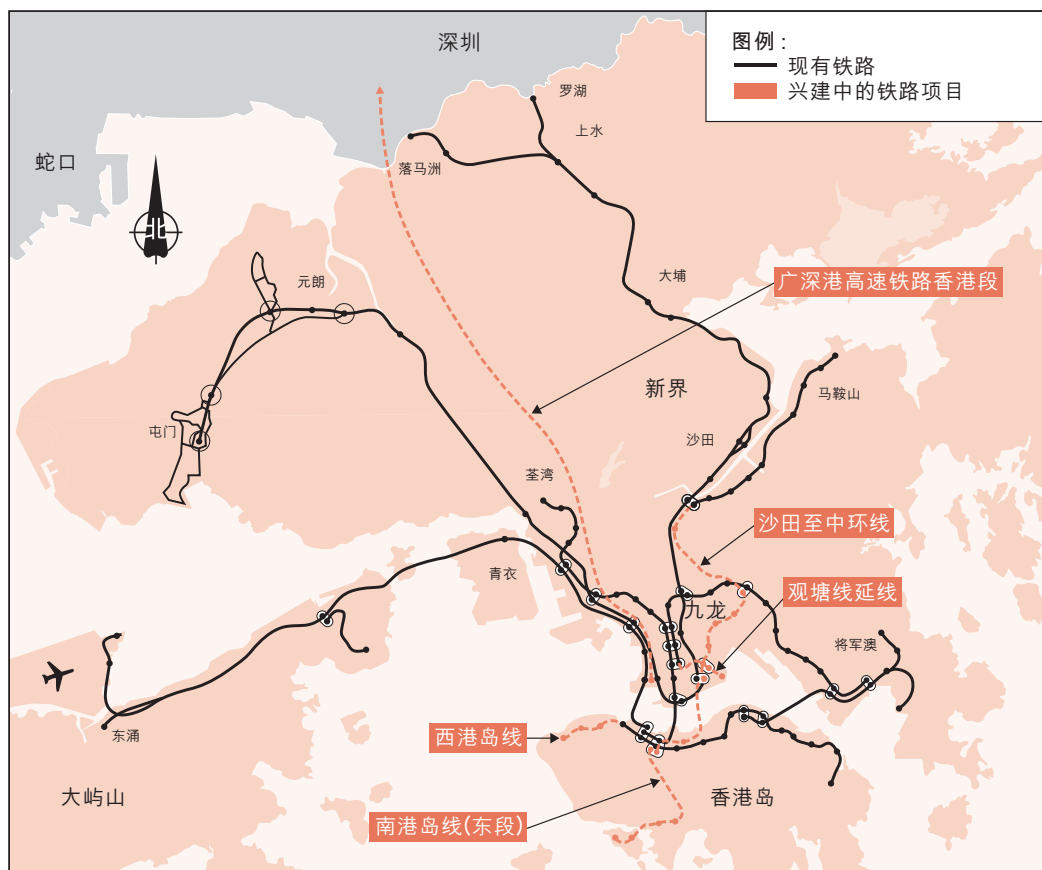 深圳
图例：
现有铁路
兴建中的铁路项目
罗湖
上水
蛇口
落马洲
元朗
大埔
广深港高速铁路香港段
新界
马鞍山
屯门
沙田
荃湾
沙田至中环线
青衣
观塘线延线
九龙
将军澳
东涌
西港岛线
大屿山
香港岛
南港岛线(东段)